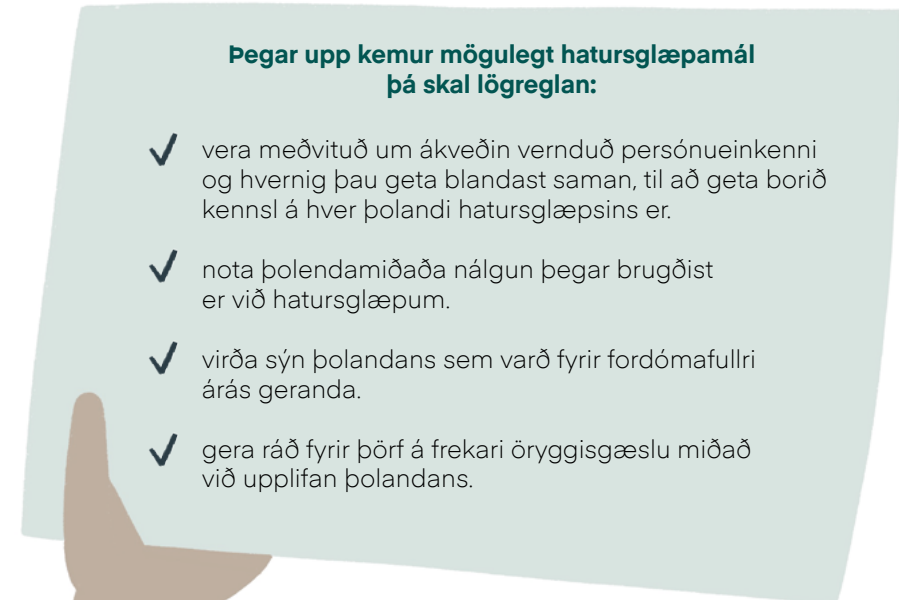 Þegar upp kemur mögulegt hatursglæpamál
þá skal lögreglan:
vera meðvituð um ákveðin vernduð persónueinkenni
og hvernig þau geta blandast saman, til að geta borið
kennsl á hver þolandi hatursglæpsins er.
nota þolendamiðaða nálgun þegar brugðist
er við hatursglæpum.
virða sýn þolandans sem varð fyrir fordómafullri
árás geranda.
gera ráð fyrir þörf á frekari öryggisgæslu miðað
við upplifan þolandans.